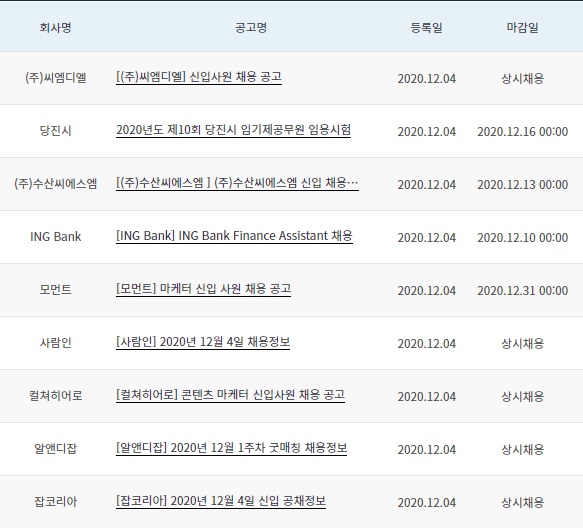 회사명 공고명 등록일 마감일
(주)씨엠디엘 [(주)씨엠디엘] 신입사원 채용 공고 2020.12.04 상시채용
당진시 2020년도 제10회 당진시 임기제공무원 임용시험 2020.12.04 2020.12.16 00:00
(주)수산씨에스엠 [(주)수산씨에스엠 ] (주)수산씨에스엠 신입 채용… 2020.12.04 2020.12.13 00:00
ING Bank [ING Bank] ING Bank Finance Assistant 채용 2020.12.04 2020.12.10 00:00
모먼트 [모먼트] 마케터 신입 사원 채용 공고 2020.12.04 2020.12.31 00:00
사람인 [사람인] 2020년 12월 4일 채용정보 2020.12.04 상시채용
컬쳐히어로 [컬쳐히어로] 콘텐츠 마케터 신입사원 채용 공고 2020.12.04 상시채용
알앤디잡 [알앤디잡] 2020년 12월 1주차 굿매칭 채용정보 2020.12.04 상시채용
잡코리아 [잡코리아] 2020년 12월 4일 신입 공채정보 2020.12.04 상시채용